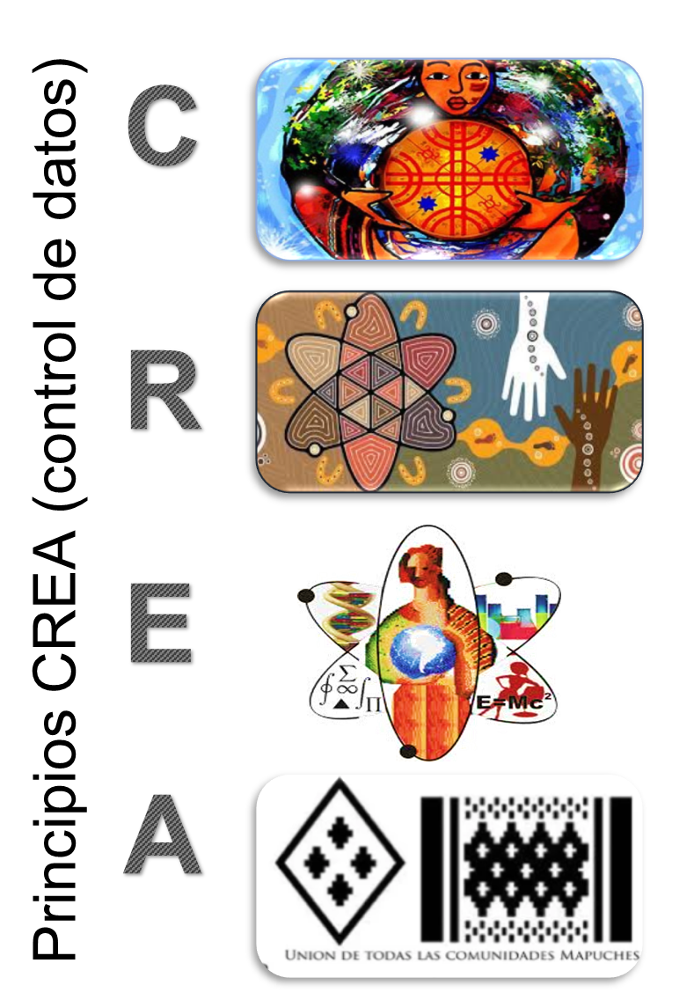 Principios CREA (control de datos)
C
R
E
A
∑
∮∞∫
▲ Π
E=Mc²
UNION DE TODAS LAS COMUNIDADES MAPUCHES